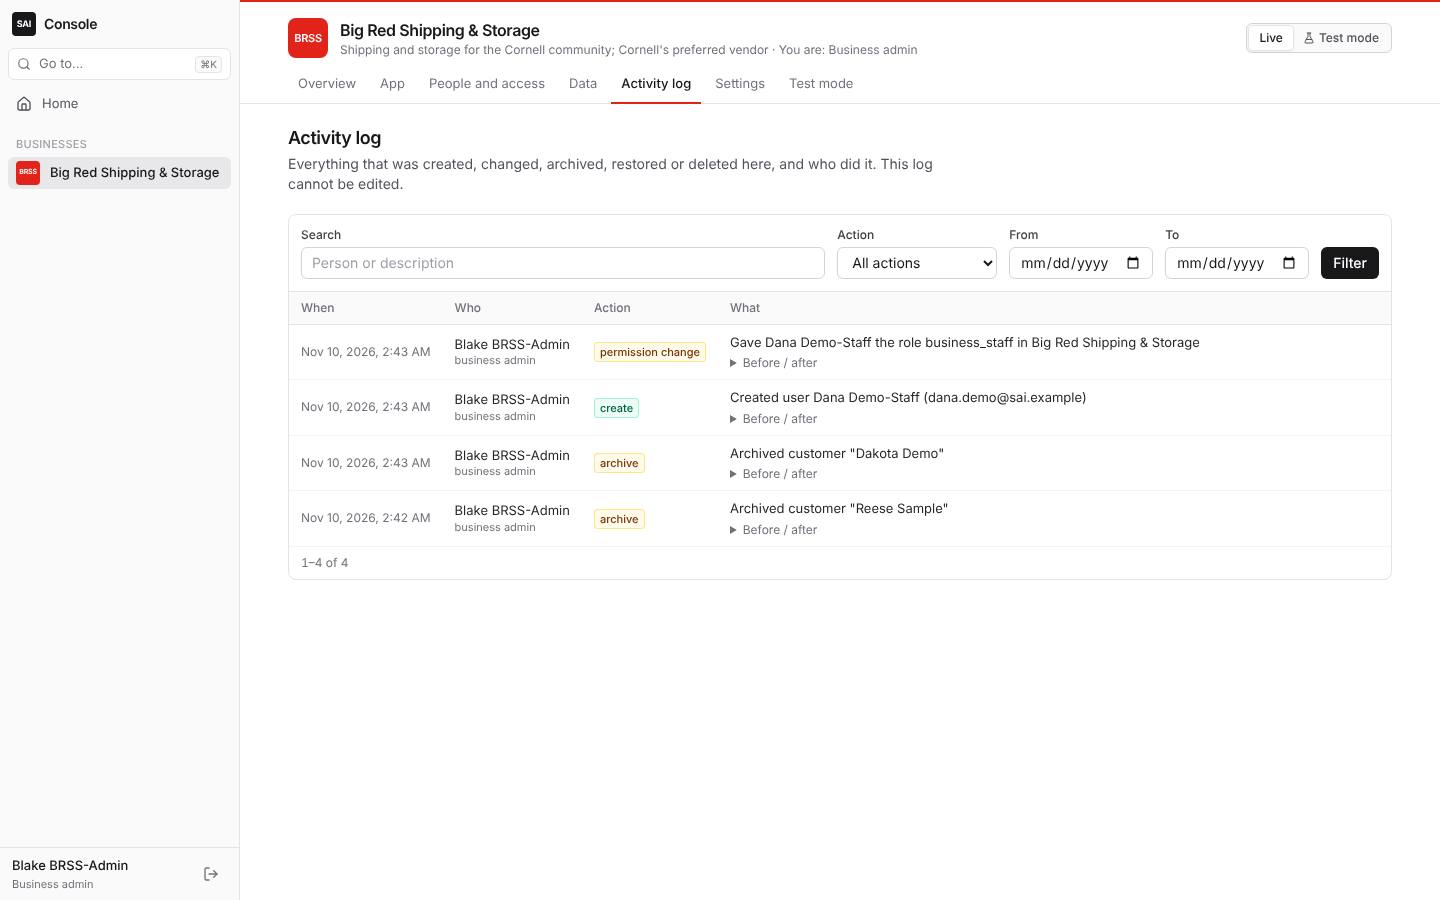 SAI Console
Go to... ⌘K
Home
BUSINESSES
BRSS Big Red Shipping & Storage
Blake BRSS-Admin
Business admin
BRSS
Big Red Shipping & Storage
Shipping and storage for the Cornell community; Cornell's preferred vendor · You are: Business admin
Live Test mode
Overview App People and access Data Activity log Settings Test mode
Activity log
Everything that was created, changed, archived, restored or deleted here, and who did it. This log
cannot be edited.
Search Action From To
Person or description All actions mm/dd/yyyy mm/dd/yyyy Filter
When Who Action What
Nov 10, 2026, 2:43 AM Blake BRSS-Admin permission change Gave Dana Demo-Staff the role business_staff in Big Red Shipping & Storage
business admin Before / after
Nov 10, 2026, 2:43 AM Blake BRSS-Admin create Created user Dana Demo-Staff (dana.demo@sai.example)
business admin Before / after
Nov 10, 2026, 2:43 AM Blake BRSS-Admin archive Archived customer "Dakota Demo"
business admin Before / after
Nov 10, 2026, 2:42 AM Blake BRSS-Admin archive Archived customer "Reese Sample"
business admin Before / after
1–4 of 4